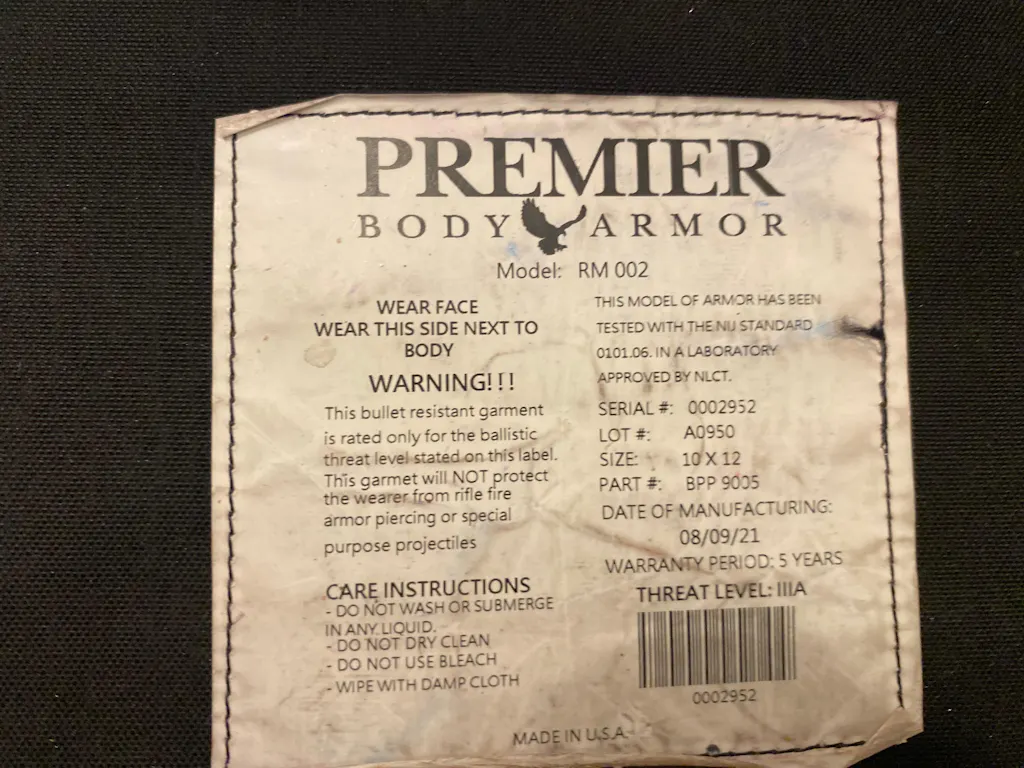 PREMIER
BODY ARMOR
Model: RM 002
WEAR FACE
WEAR THIS SIDE NEXT TO
BODY
WARNING!!!
This bullet resistant garment
is rated only for the ballistic
threat level stated on this label.
This garmet will NOT protect
the wearer from rifle fire
armor piercing or special
purpose projectiles
CARE INSTRUCTIONS
- DO NOT WASH OR SUBMERGE
IN ANY LIQUID.
- DO NOT DRY CLEAN
- DO NOT USE BLEACH
- WIPE WITH DAMP CLOTH
THIS MODEL OF ARMOR HAS BEEN
TESTED WITH THE NIJ STANDARD
0101.06. IN A LABORATORY
APPROVED BY NLCT.
SERIAL #: 0002952
LOT #: A0950
SIZE: 10 X 12
PART #: BPP 9005
DATE OF MANUFACTURING:
08/09/21
WARRANTY PERIOD: 5 YEARS
THREAT LEVEL: IIIA
0002952
MADE IN U.S.A.